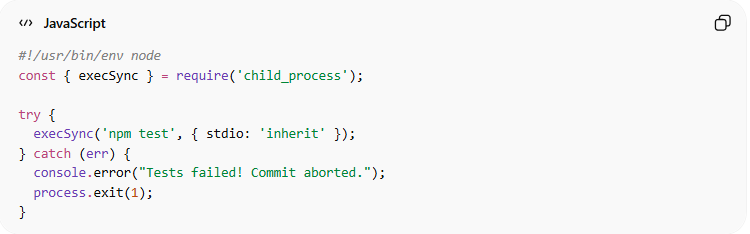 JavaScript
#!/usr/bin/env node
const { execSync } = require('child_process');
try {
  execSync('npm test', { stdio: 'inherit' });
} catch (err) {
  console.error("Tests failed! Commit aborted.");
  process.exit(1);
}